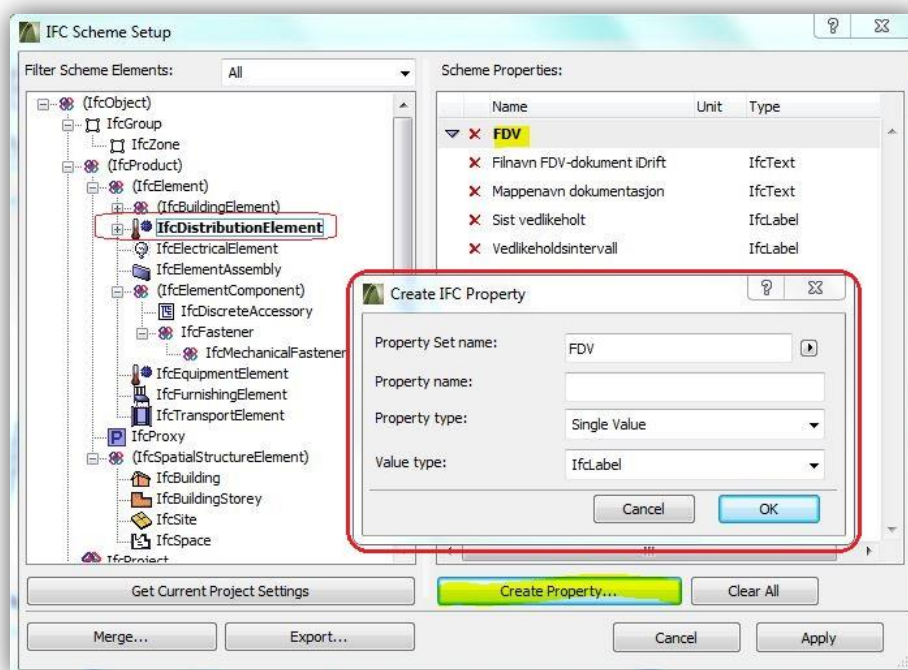 IFC Scheme Setup
Filter Scheme Elements:
All
(IfcObject)
IfcGroup
IfcZone
(IfcProduct)
(IfcElement)
(IfcBuildingElement)
IfcDistributionElement
IfcElectricalElement
IfcElementAssembly
(IfcElementComponent)
IfcDiscreteAccessory
IfcFastener
IfcMechanicalFastener
IfcEquipmentElement
IfcFurnishingElement
IfcTransportElement
IfcProxy
(IfcSpatialStructureElement)
IfcBuilding
IfcBuildingStorey
IfcSite
IfcSpace
IfcProject
Get Current Project Settings
Scheme Properties:
Name Unit Type
FDV
Filnavn FDV-dokument iDrift IfcText
Mappenavn dokumentasjon IfcText
Sist vedlikeholt IfcLabel
Vedlikeholdsintervall IfcLabel
Create IFC Property
Property Set name: FDV
Property name:
Property type: Single Value
Value type: IfcLabel
Cancel OK
Create Property... Clear All
Merge... Export... Cancel Apply